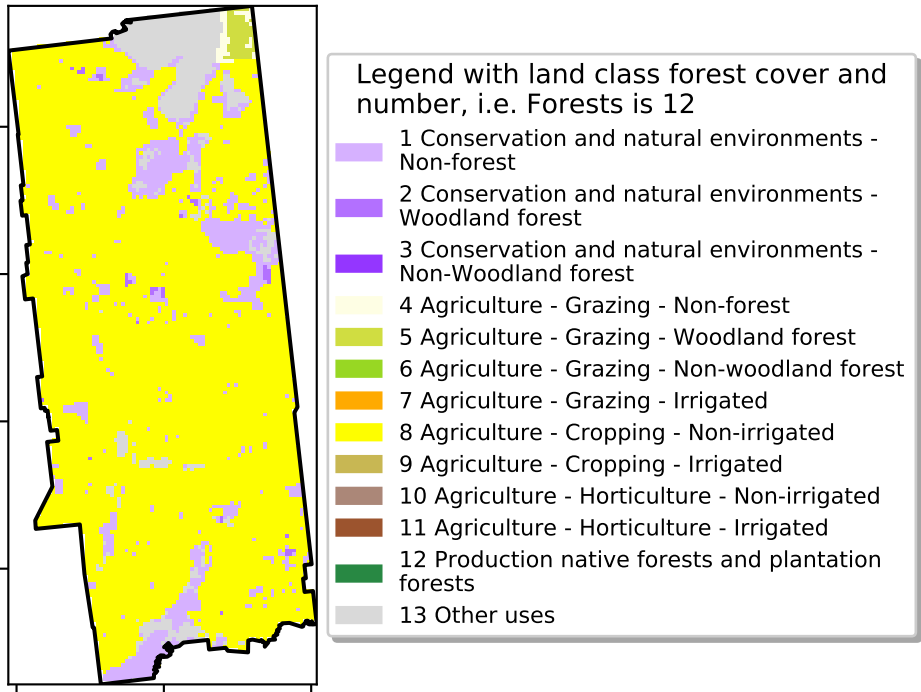 Legend with land class forest cover and
number, i.e. Forests is 12
1 Conservation and natural environments -
Non-forest
2 Conservation and natural environments -
Woodland forest
3 Conservation and natural environments -
Non-Woodland forest
4 Agriculture - Grazing - Non-forest
5 Agriculture - Grazing - Woodland forest
6 Agriculture - Grazing - Non-woodland forest
7 Agriculture - Grazing - Irrigated
8 Agriculture - Cropping - Non-irrigated
9 Agriculture - Cropping - Irrigated
10 Agriculture - Horticulture - Non-irrigated
11 Agriculture - Horticulture - Irrigated
12 Production native forests and plantation
forests
13 Other uses